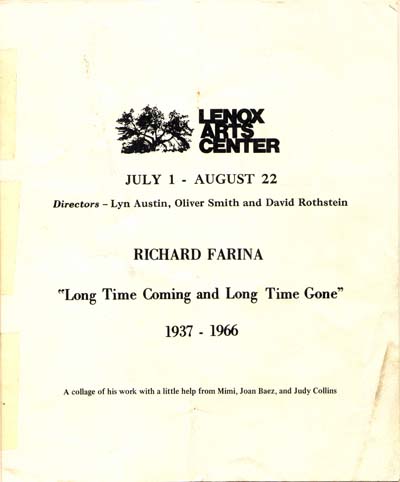 LENOX
ARTS
CENTER
JULY 1 - AUGUST 22
Directors – Lyn Austin, Oliver Smith and David Rothstein
RICHARD FARINA
“Long Time Coming and Long Time Gone”
1937 - 1966
A collage of his work with a little help from Mimi, Joan Baez, and Judy Collins